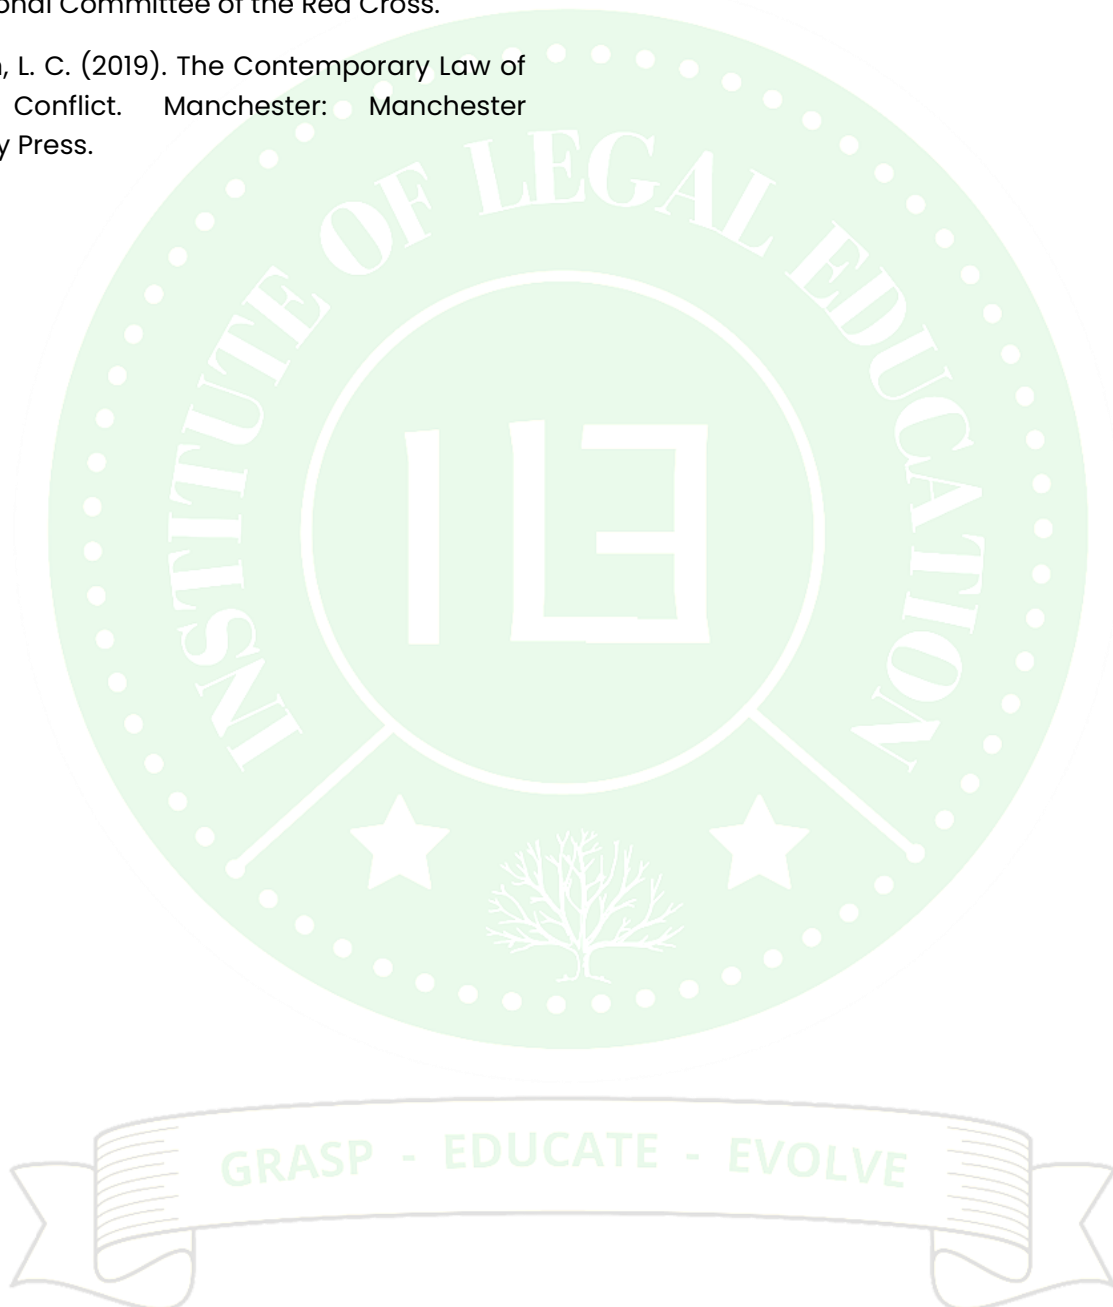 onal Committee of the Red Cross.
, L. C. (2019). The Contemporary Law of
Conflict. Manchester: Manchester
y Press.
INSTITUTE OF LEGAL EDUCATION
ILE
GRASP - EDUCATE - EVOLVE